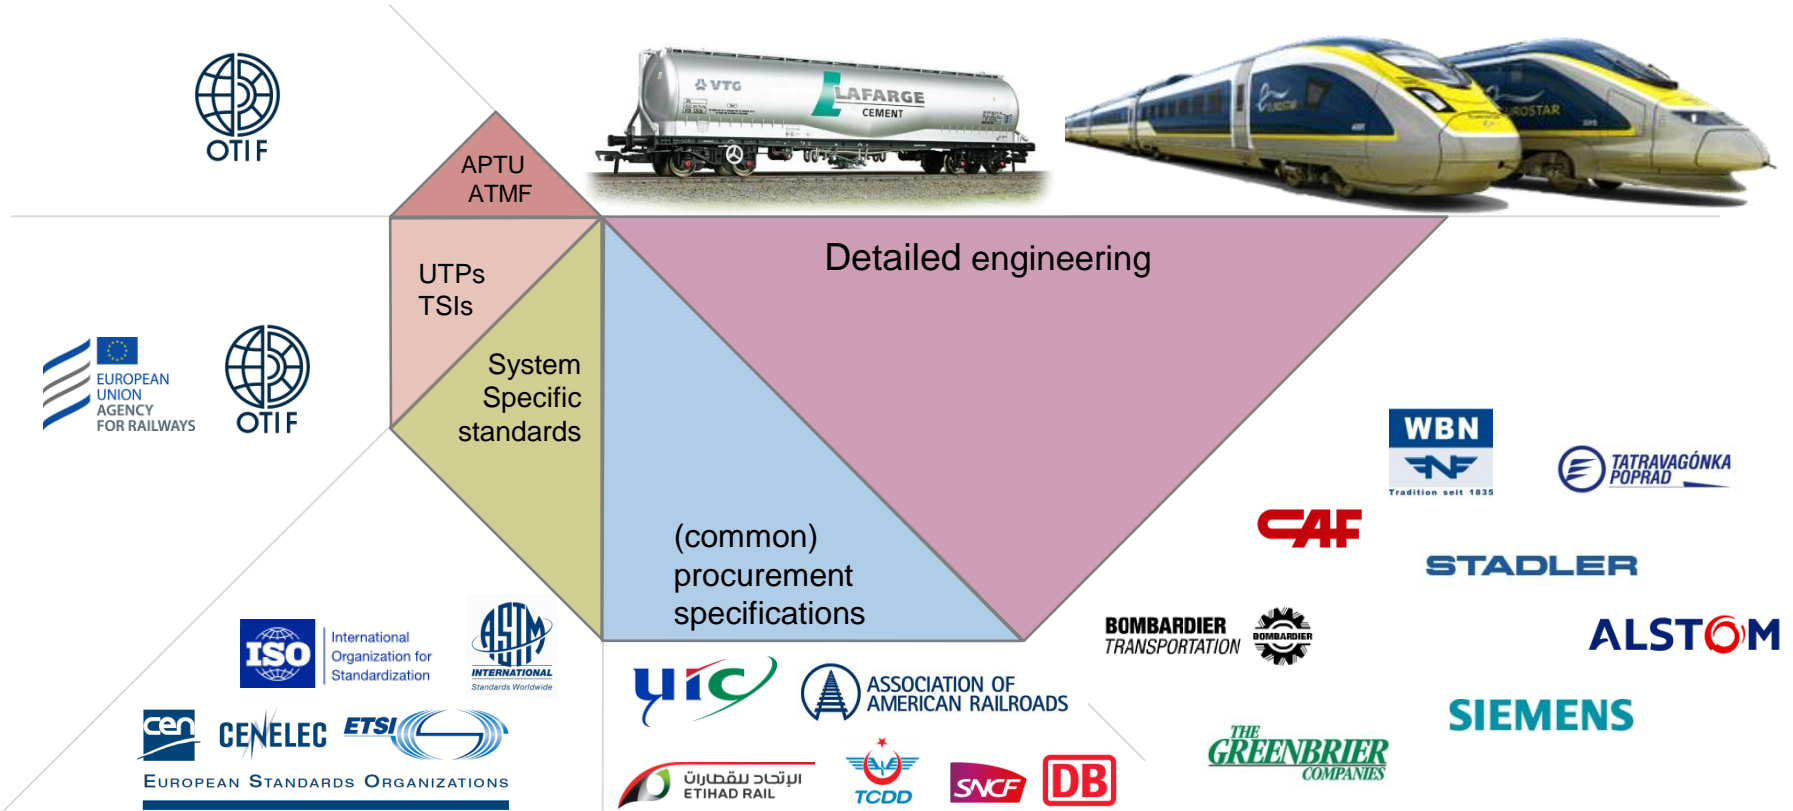 OTIF
VTG
LAFARGE
CEMENT
EUROSTAR
EUROSTAR
APTU
ATMF
Detailed engineering
UTPs
TSIs
EUROPEAN
UNION
AGENCY
FOR RAILWAYS
OTIF
System
Specific
standards
(common)
procurement
specifications
WBN
Tradition seit 1835
TATRAVAGÓNKA
POPRAD
CAF
STADLER
BOMBARDIER
TRANSPORTATION
BOMBARDIER
ALSTOM
SIEMENS
THE
GREENBRIER
COMPANIES
ISO
International
Organization for
Standardization
ASTM
INTERNATIONAL
Standards Worldwide
cen
CENELEC
ETSI
EUROPEAN STANDARDS ORGANIZATIONS
uic
ASSOCIATION OF
AMERICAN RAILROADS
الإتحاد للقطارات
ETIHAD RAIL
TCDD
SNCF
DB